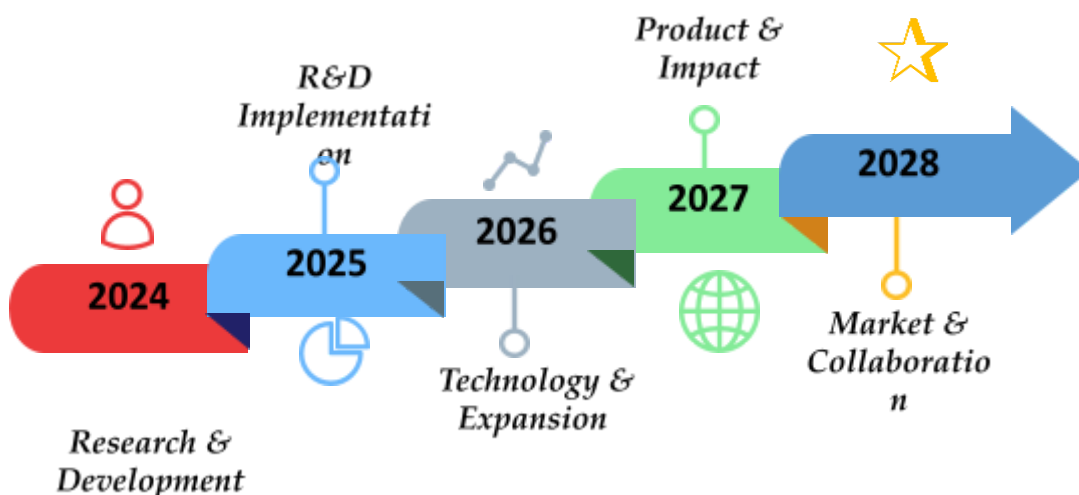 Product &
Impact
R&D
Implementati
on
2028
2027
2026
2025
2024
Technology &
Expansion
Market &
Collaboratio
n
Research &
Development